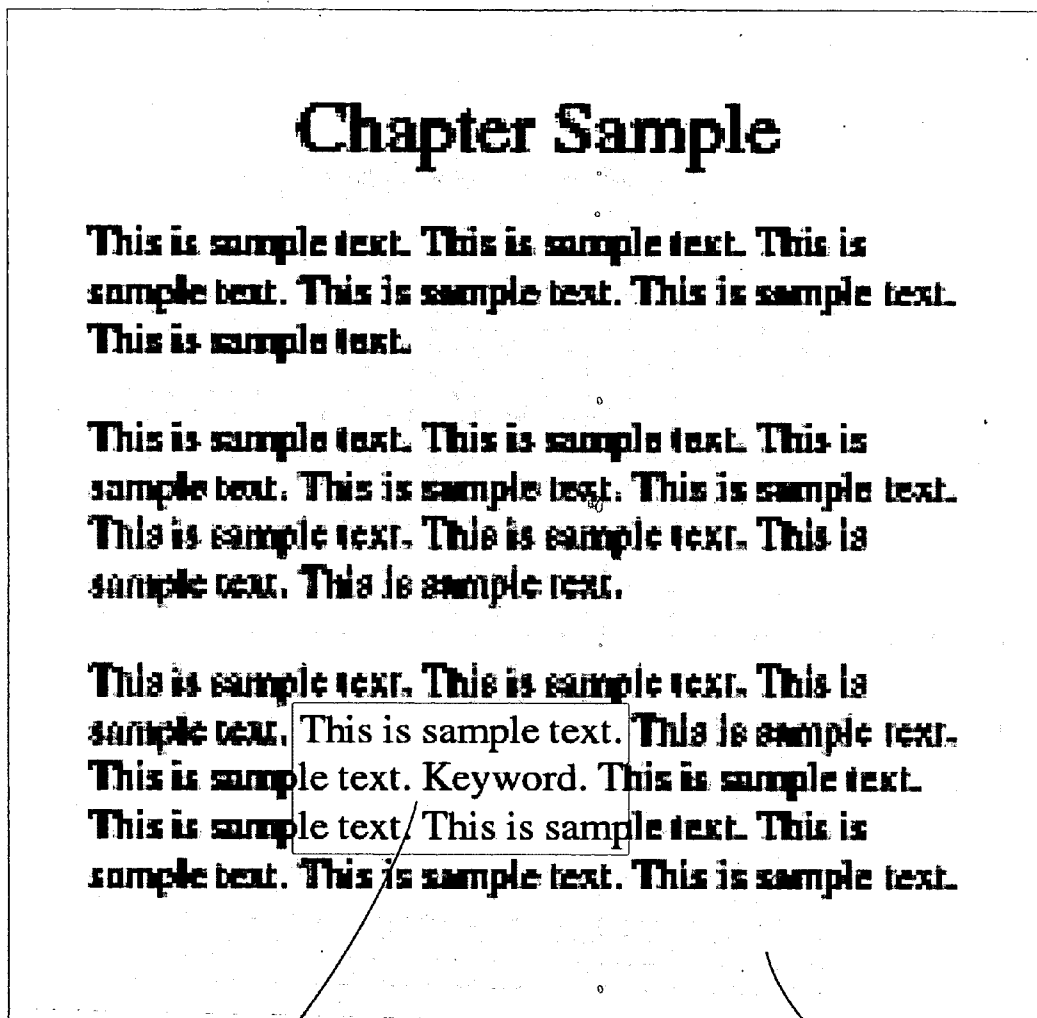 Chapter Sample
This is sample text. This is sample text. This is
sample text. This is sample text. This is sample text.
This is sample text.
This is sample text. This is sample text. This is
sample text. This is sample text. This is sample text.
This is sample text. This is sample text. This is
sample text. This is sample text.
This is sample text. This is sample text. This is
sample text. This is sample text. This is sample text.
This is sample text. Keyword. This is sample text.
This is sample text. This is sample text. This is
sample text. This is sample text. This is sample text.